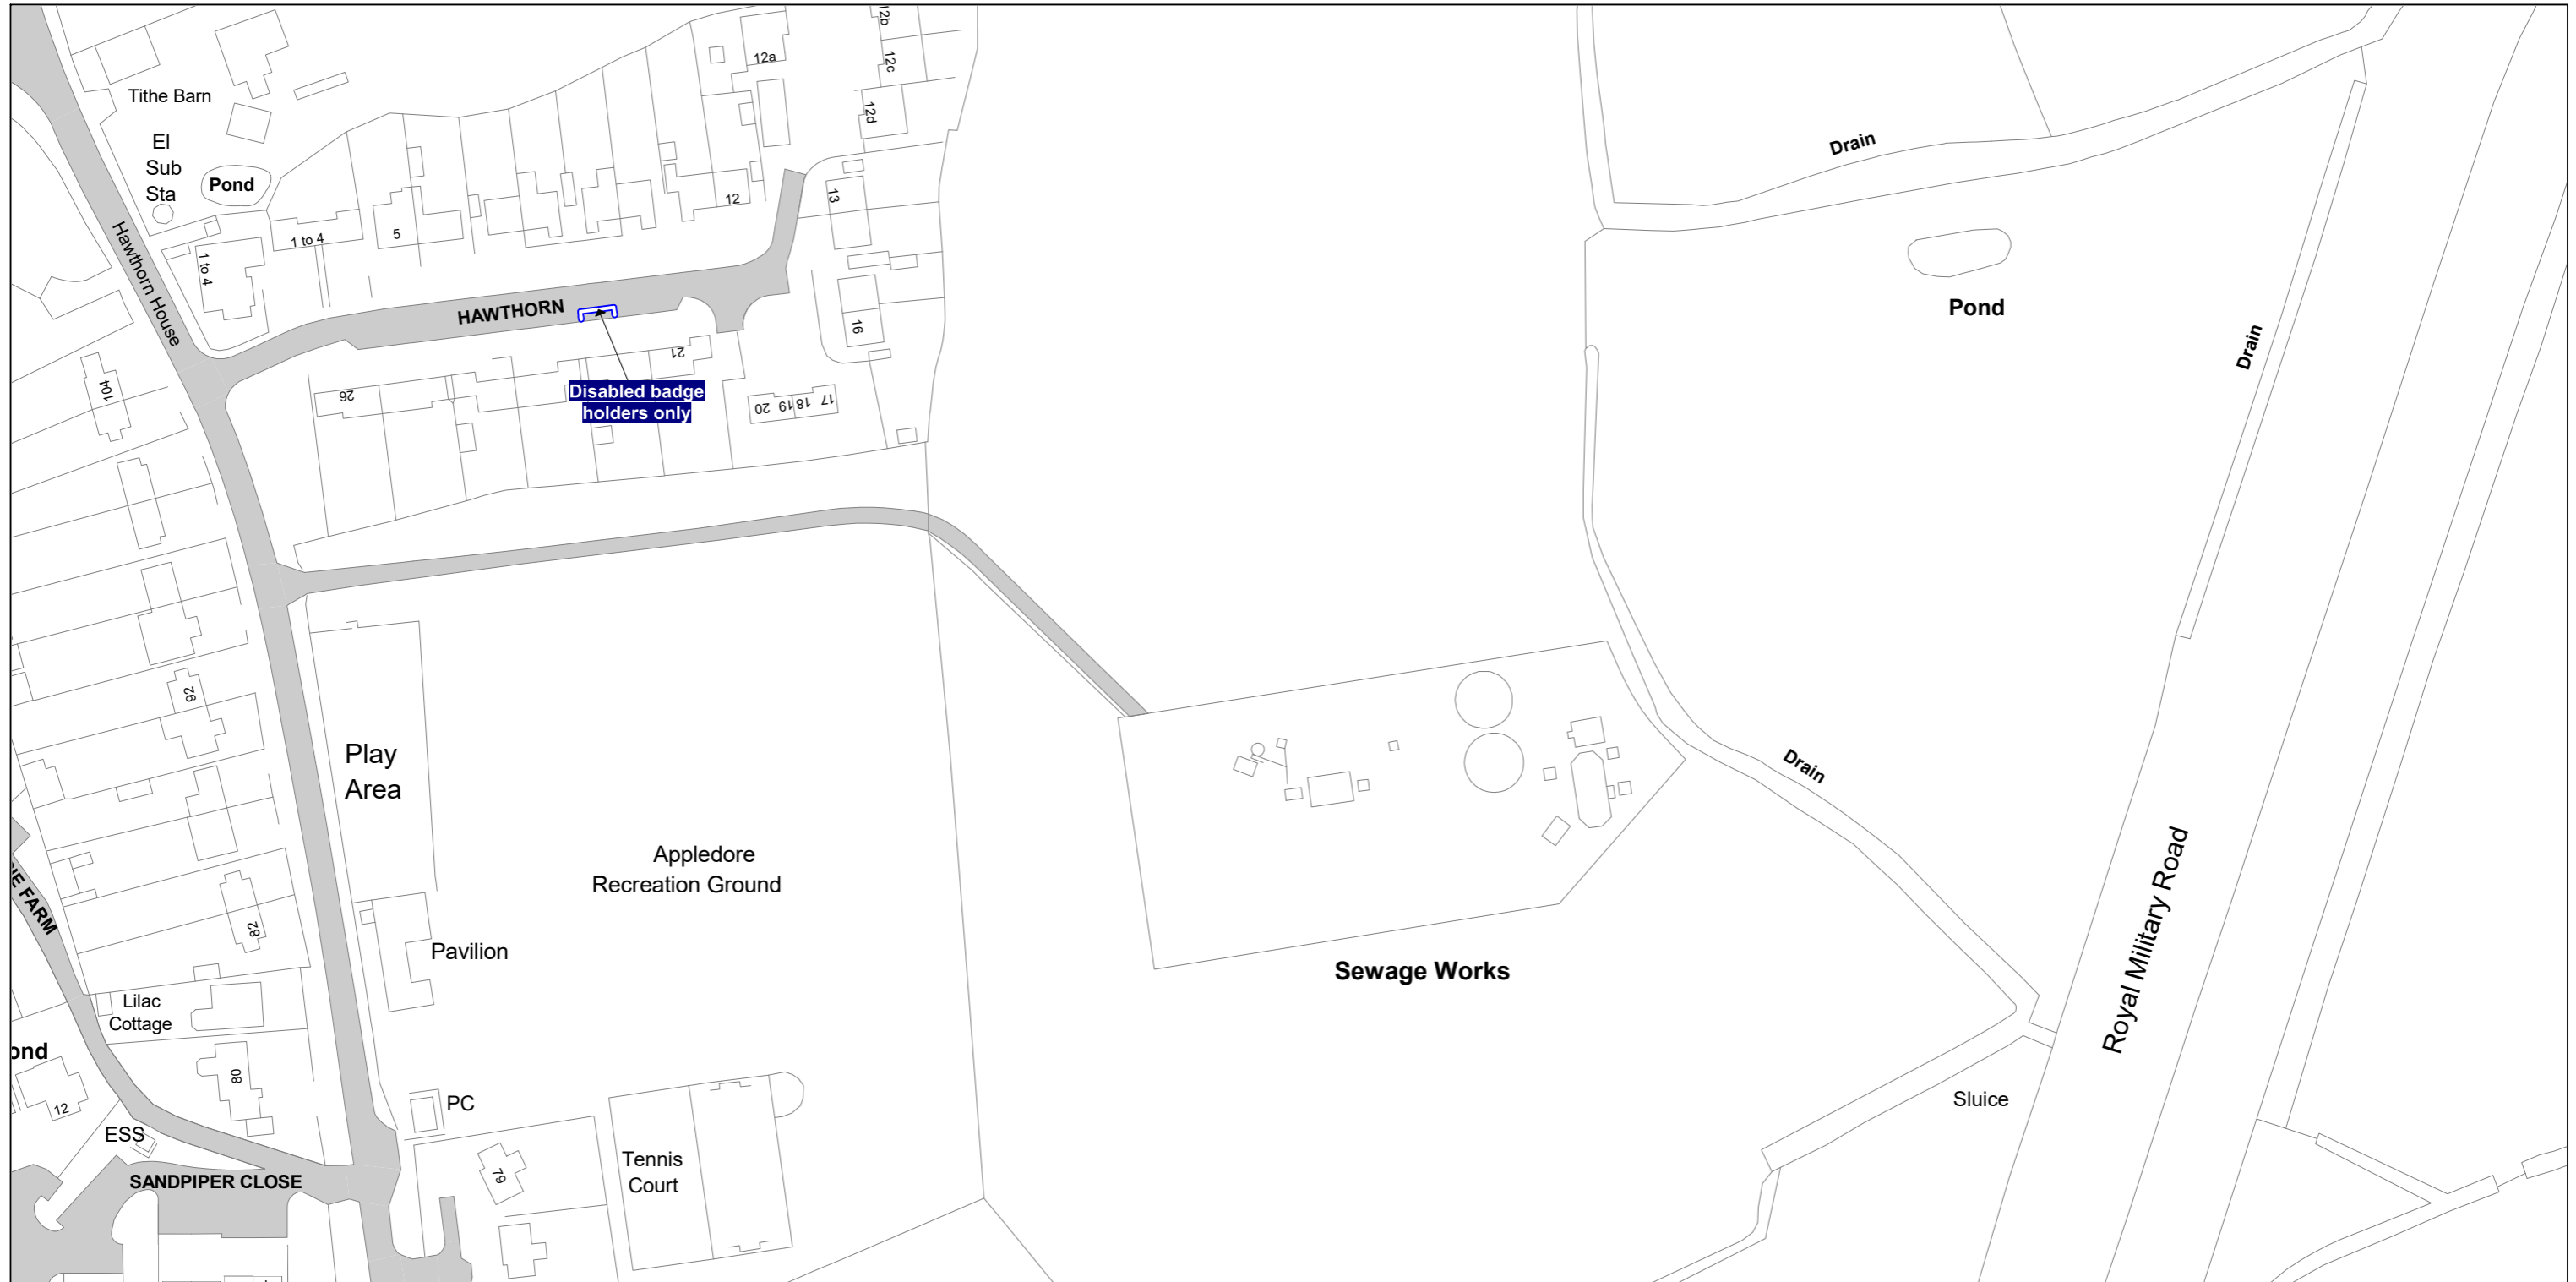 12b
12a
12c
Tithe Barn
12d
El
Sub
Sta
Pond
Drain
13
12
5
1 to 4
1 to 4
Hawthorn House
HAWTHORN
Pond
16
21
Drain
Disabled badge
holders only
104
26
20 19 18 17
92
Play
Area
Drain
Appledore
Recreation Ground
82
FARM
Pavilion
Sewage Works
Royal Military Road
Lilac
Cottage
ond
80
12
PC
Sluice
ESS
Tennis
Court
79
SANDPIPER CLOSE